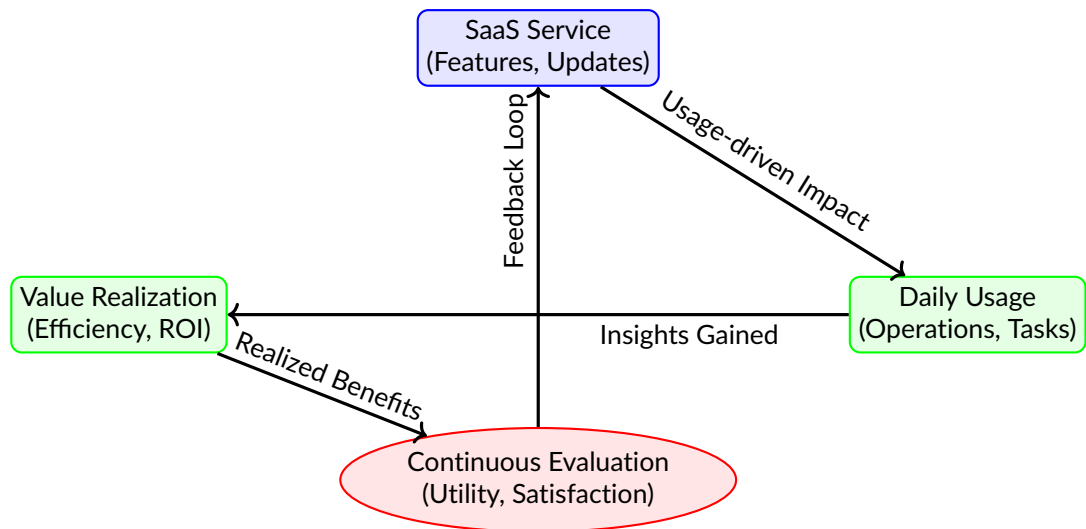 SaaS Service
(Features, Updates)
Usage-driven Impact
Feedback Loop
Value Realization
(Efficiency, ROI)
Daily Usage
(Operations, Tasks)
Insights Gained
Realized Benefits
Continuous Evaluation
(Utility, Satisfaction)